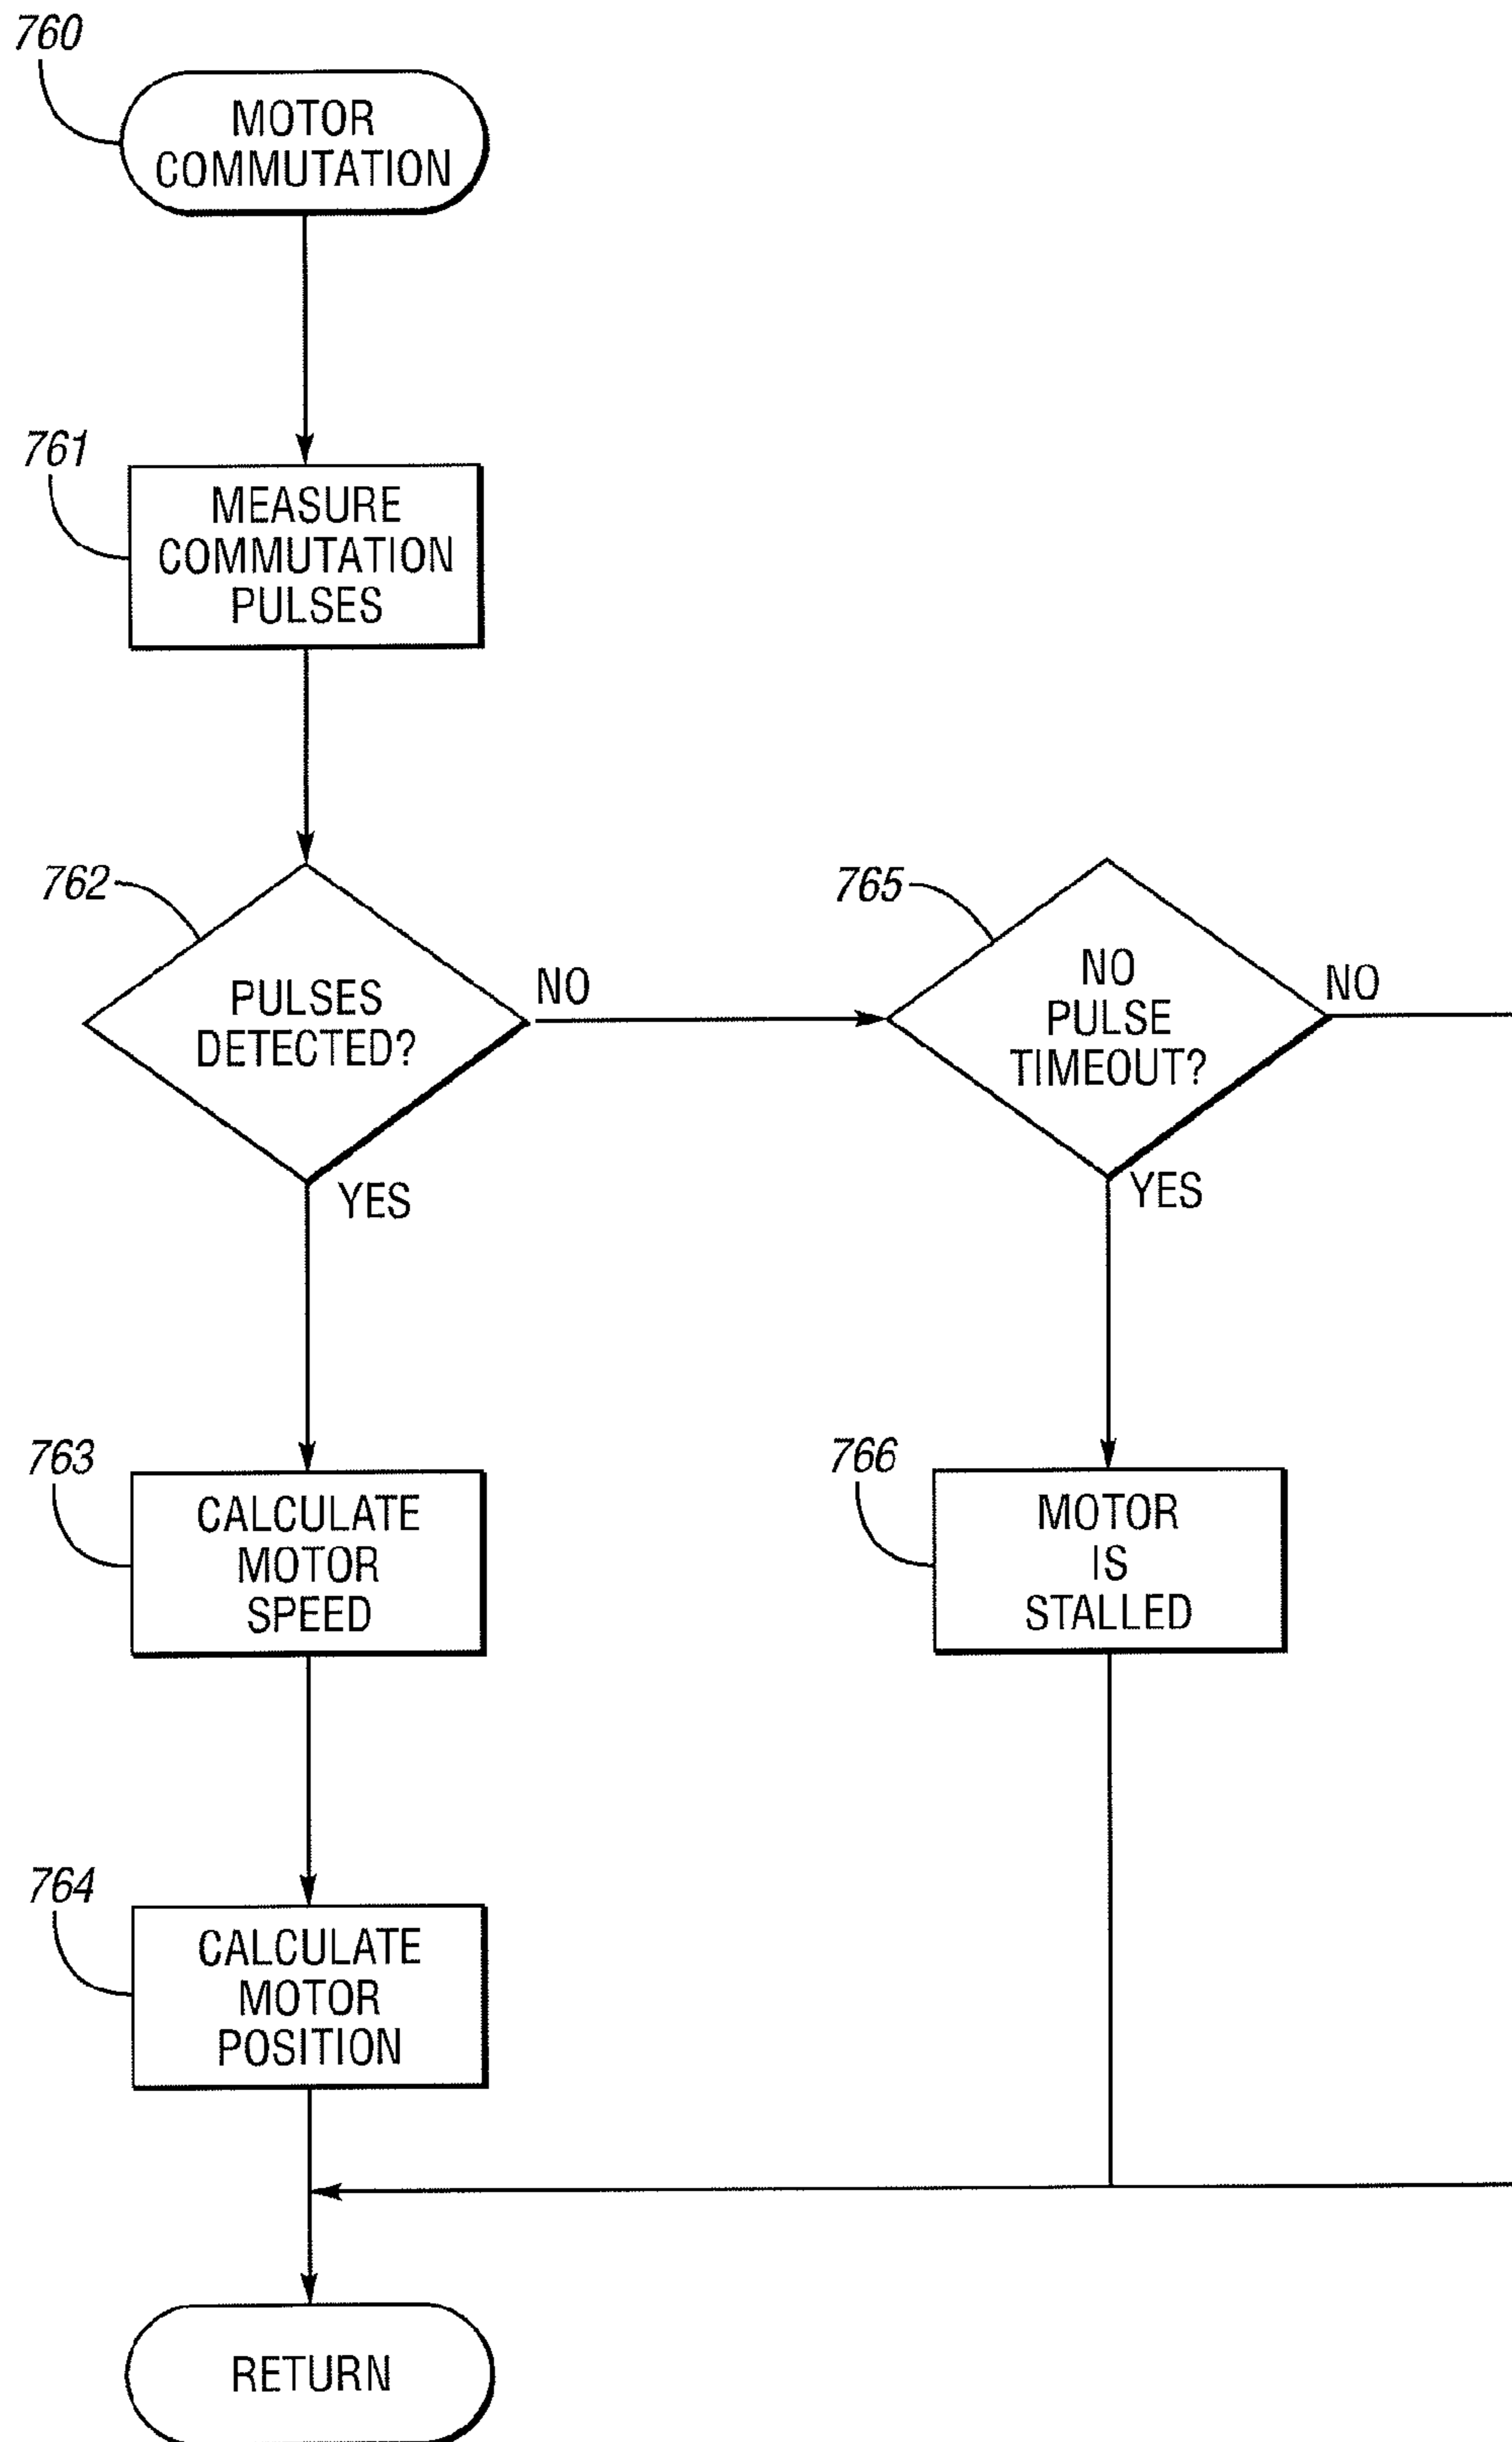 760
MOTOR
COMMUTATION
761
MEASURE
COMMUTATION
PULSES
762
PULSES
DETECTED?
NO
YES
765
NO
PULSE
TIMEOUT?
NO
YES
763
CALCULATE
MOTOR
SPEED
766
MOTOR
IS
STALLED
764
CALCULATE
MOTOR
POSITION
RETURN